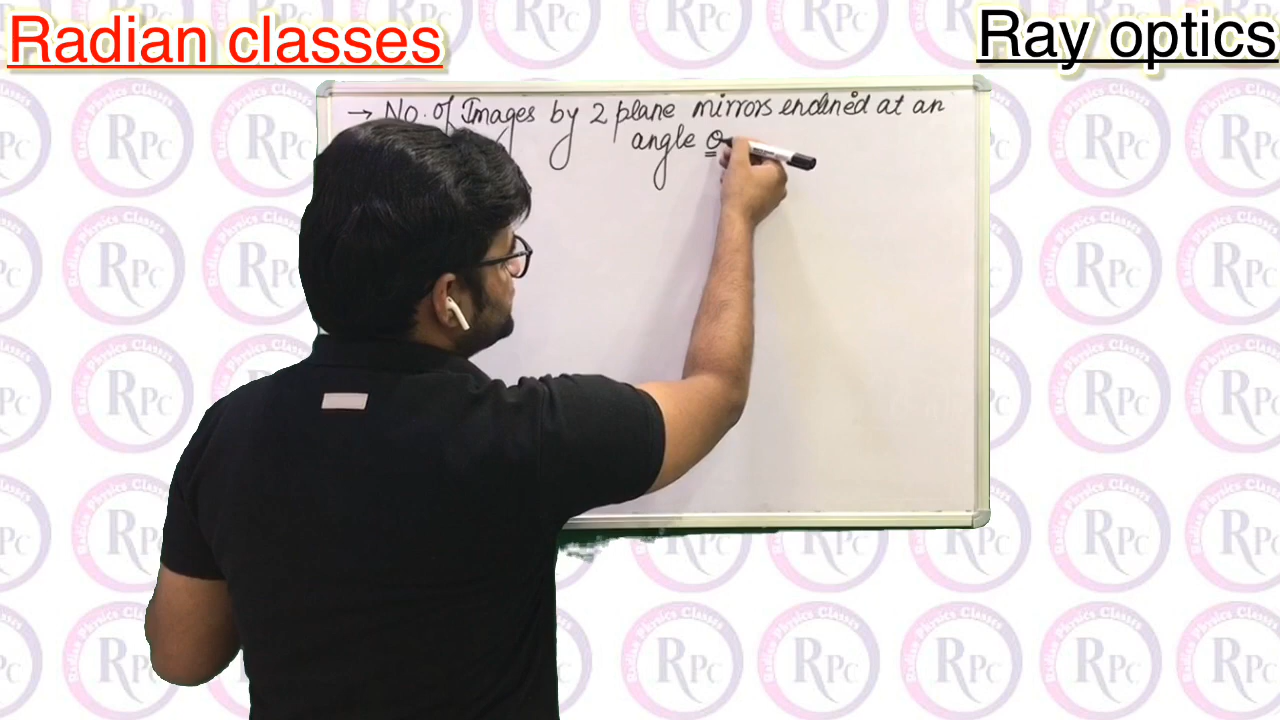 Radian classes
Ray optics
→ No. of Images by 2 plane mirrors enclined at an
angle θ